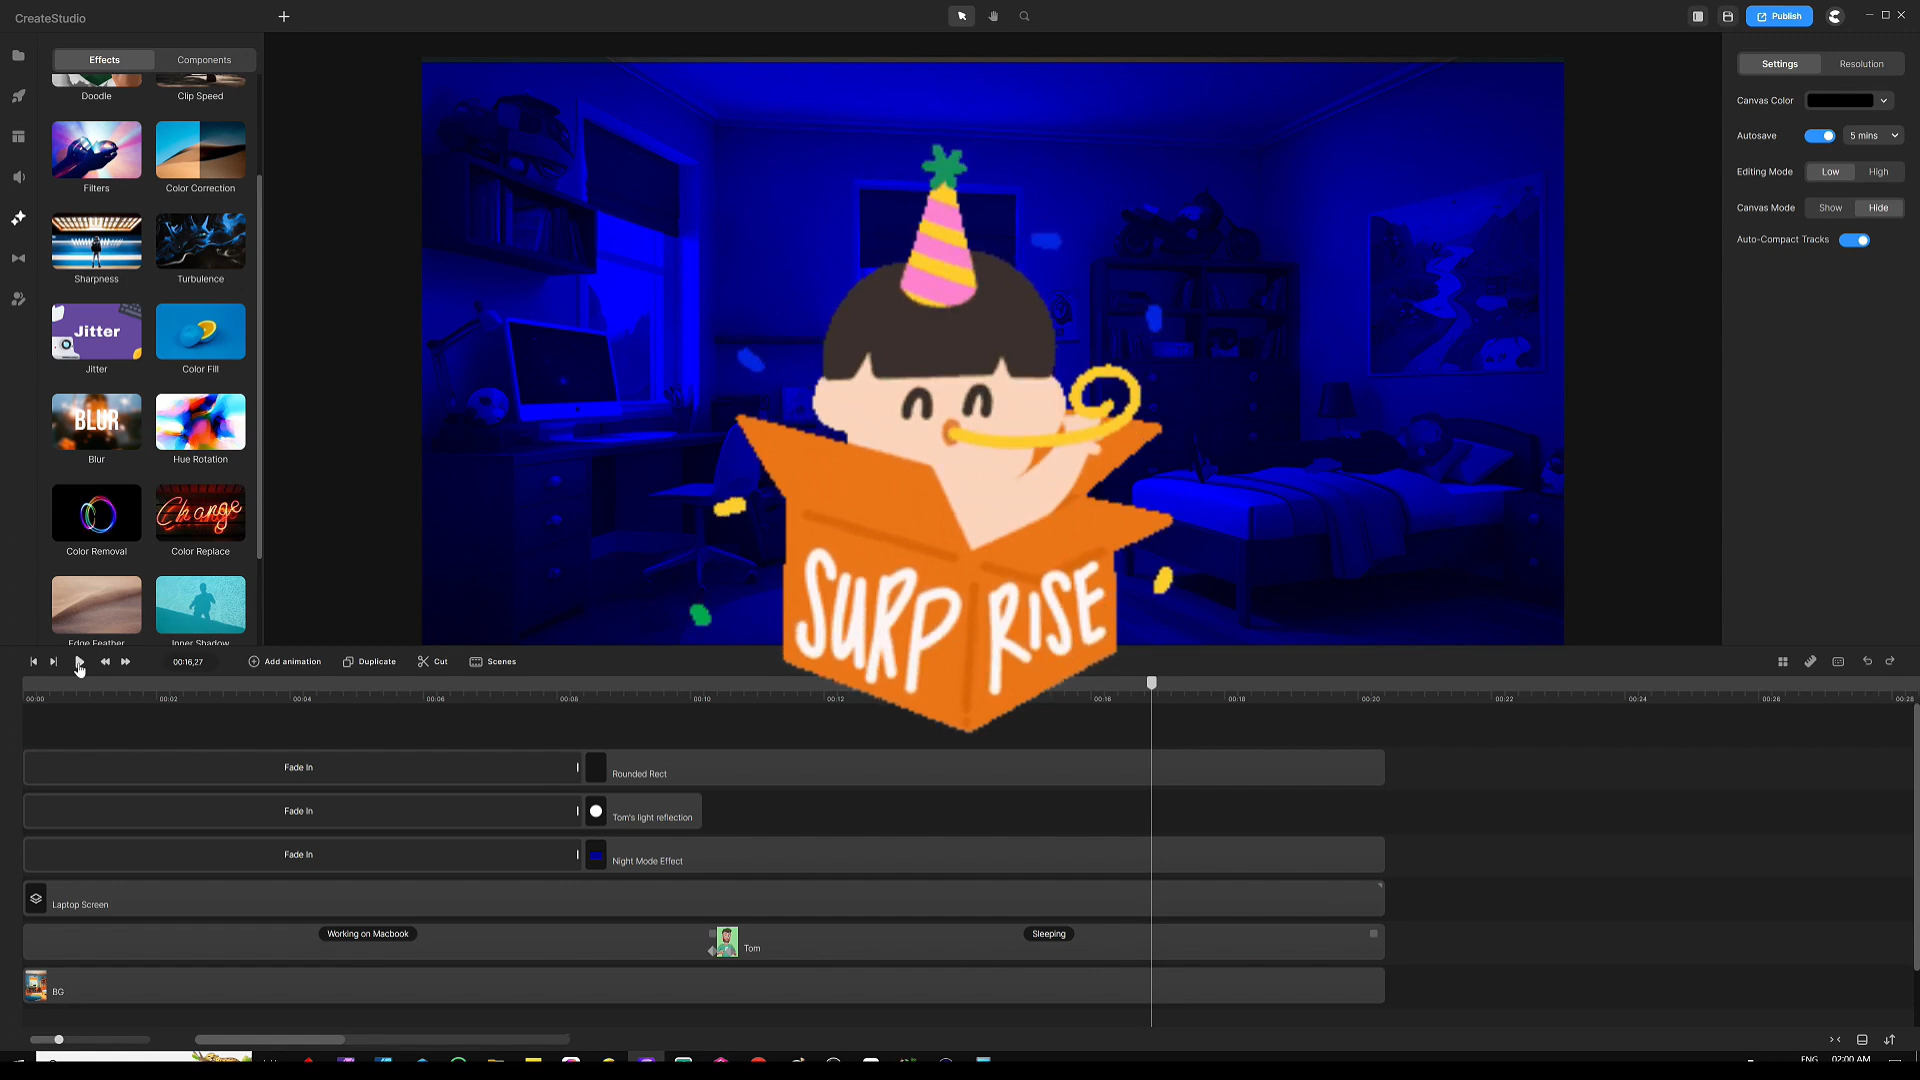 CreateStudio
Publish
Effects
Components
Settings
Resolution
Doodle
Clip Speed
Canvas Color
Autosave
5 mins
Filters
Color Correction
Editing Mode
Low
High
Canvas Mode
Show
Hide
Auto-Compact Tracks
Sharpness
Turbulence
Jitter
Jitter
Color Fill
BLUR
Blur
Hue Rotation
Change
Color Removal
Color Replace
SURPRISE
Edge Feather
Inner Shadow
00:16,27
Add animation
Duplicate
Cut
Scenes
00:00
00:02
00:04
00:06
00:08
00:10
00:12
00:16
00:18
00:20
00:22
00:24
00:26
00:28
Fade In
Rounded Rect
Fade In
Tom's light reflection
Fade In
Night Mode Effect
Laptop Screen
Working on Macbook
Tom
Sleeping
BG
ENG
02:00 AM